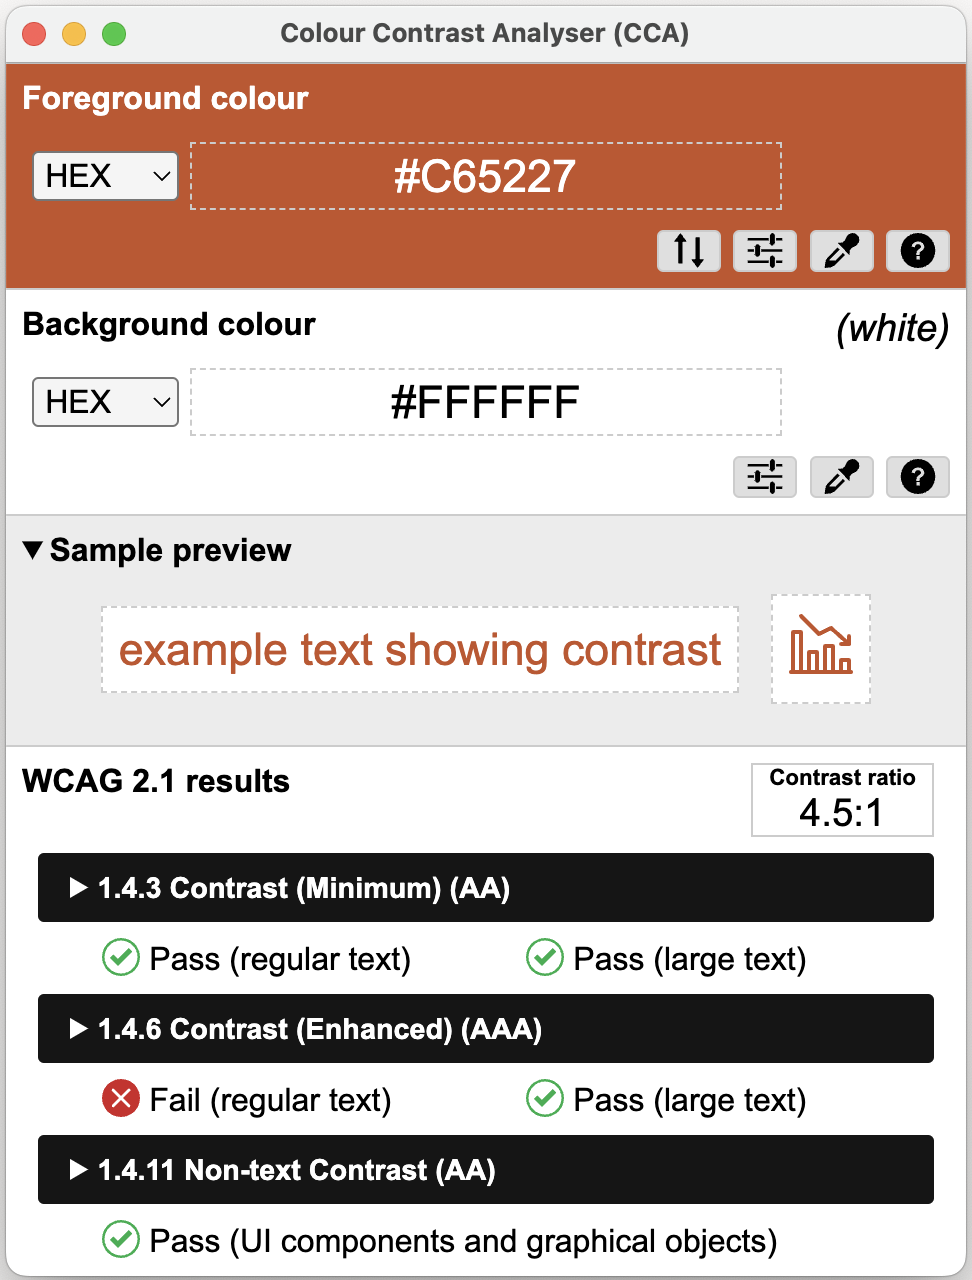 Colour Contrast Analyser (CCA)
Foreground colour
HEX
#C65227
?
Background colour
(white)
HEX
#FFFFFF
?
Sample preview
example text showing contrast
WCAG 2.1 results
Contrast ratio
4.5:1
1.4.3 Contrast (Minimum) (AA)
Pass (regular text)
Pass (large text)
1.4.6 Contrast (Enhanced) (AAA)
Fail (regular text)
Pass (large text)
1.4.11 Non-text Contrast (AA)
Pass (UI components and graphical objects)